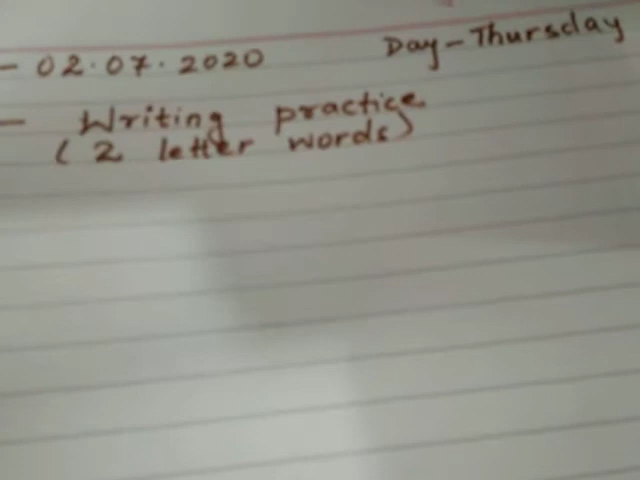 - 02.07.2020 Day - Thursday
- Writing practice
( 2 letter words)